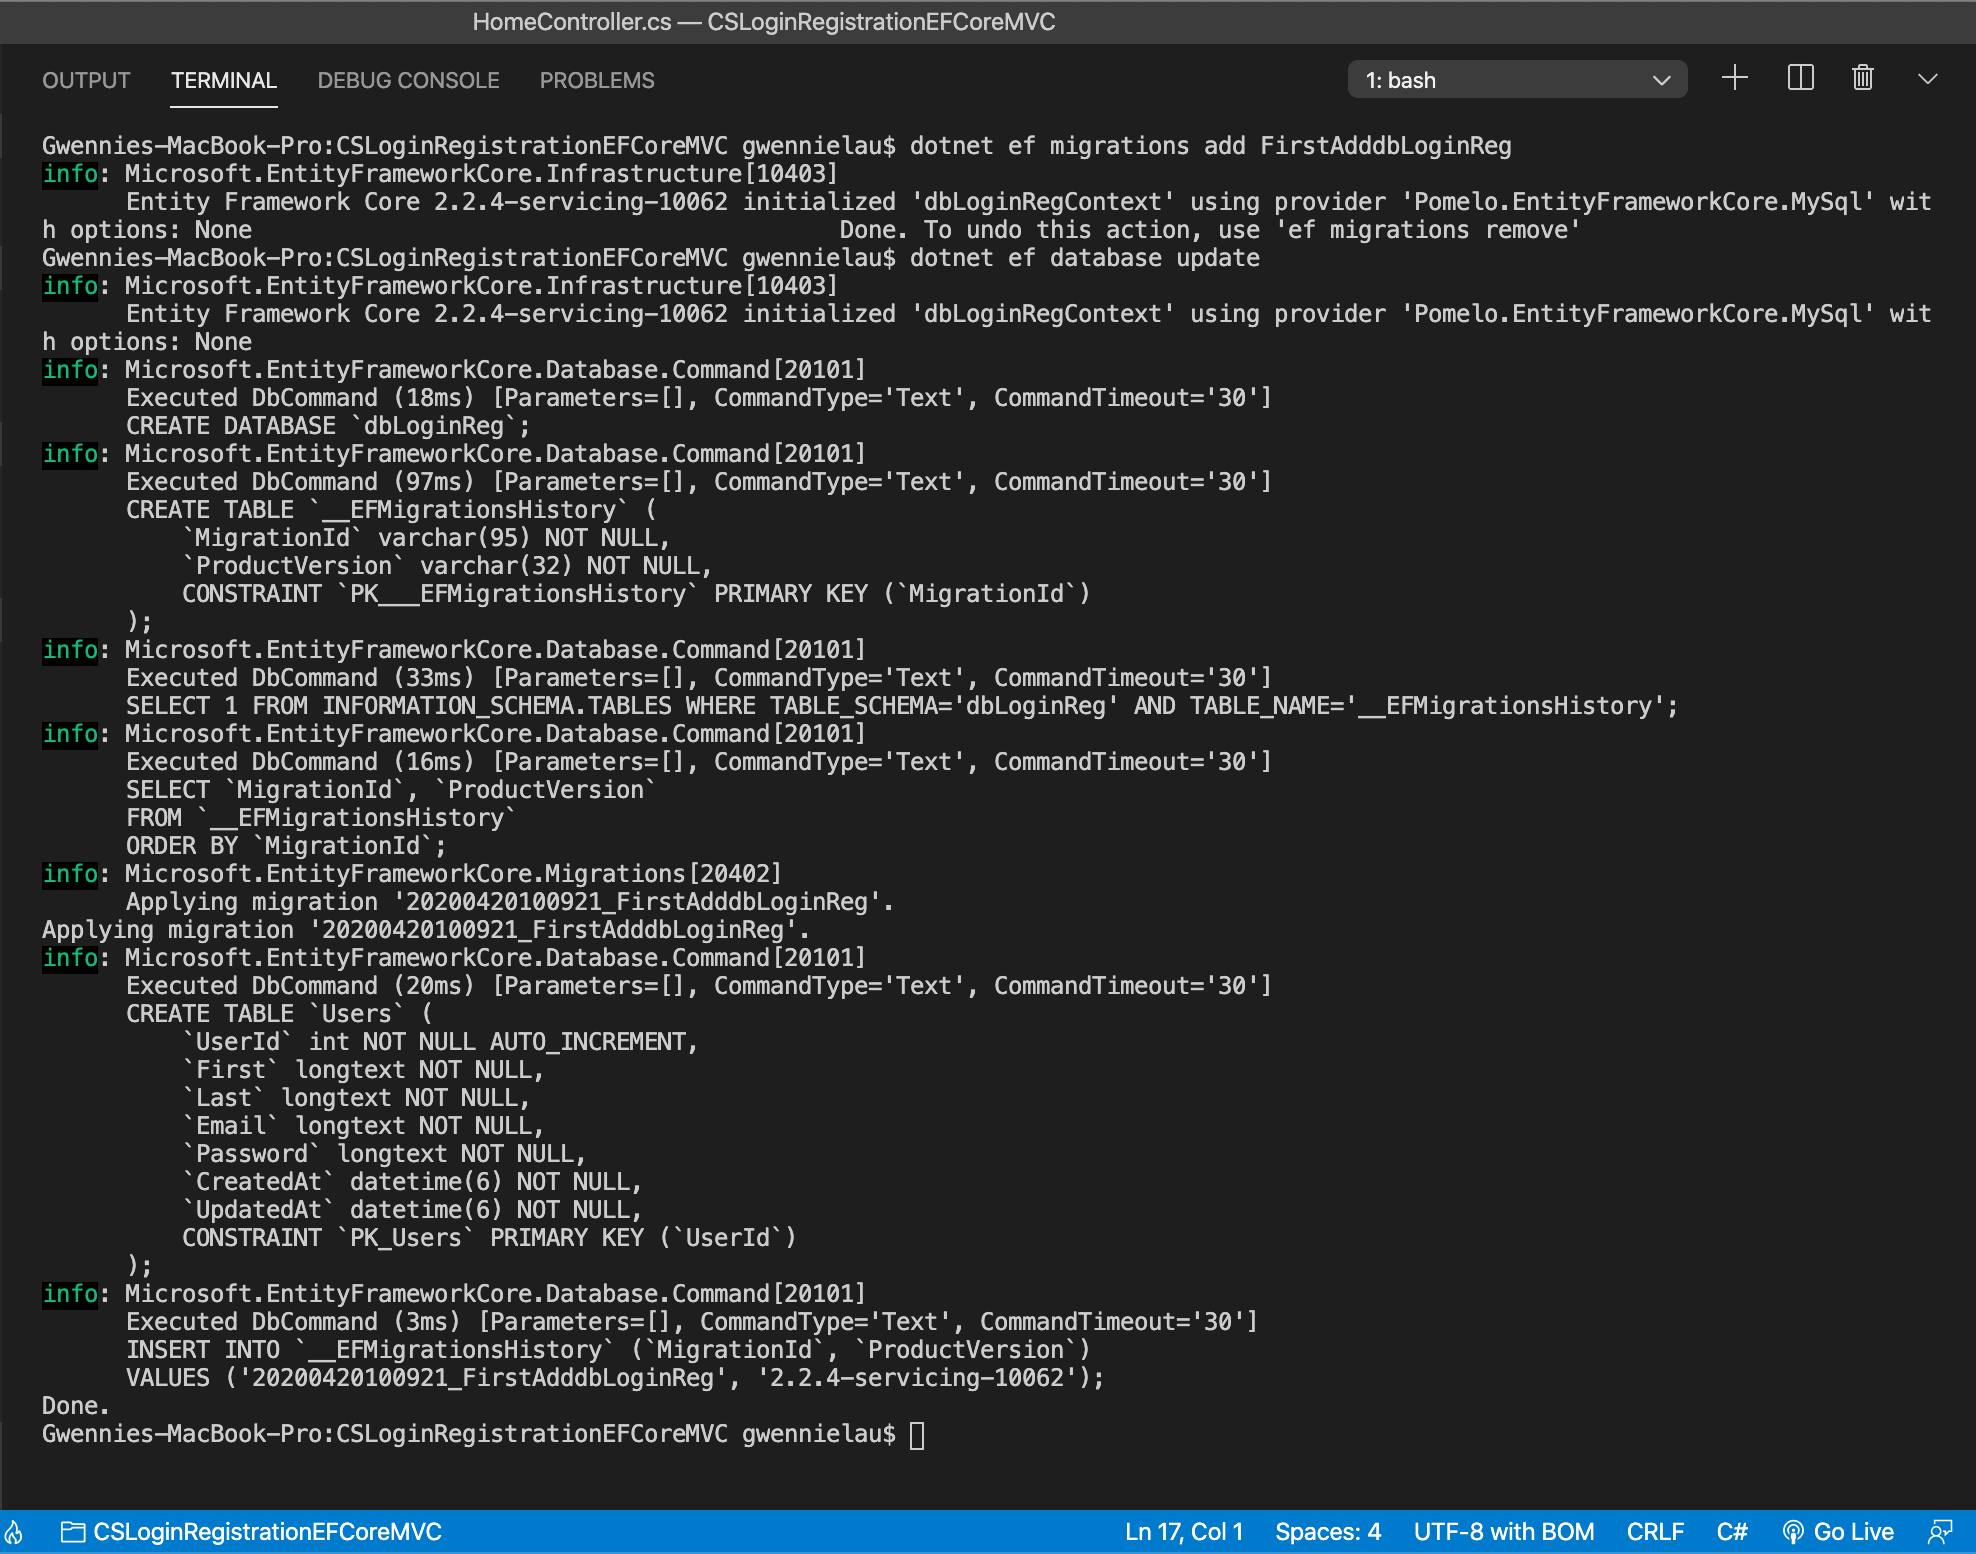 HomeController.cs — CSLoginRegistrationEFCoreMVC
OUTPUT TERMINAL DEBUG CONSOLE PROBLEMS 1: bash
Gwennies-MacBook-Pro:CSLoginRegistrationEFCoreMVC gwennielau$ dotnet ef migrations add FirstAdddbLoginReg
info: Microsoft.EntityFrameworkCore.Infrastructure[10403]
Entity Framework Core 2.2.4-servicing-10062 initialized 'dbLoginRegContext' using provider 'Pomelo.EntityFrameworkCore.MySql' wit
h options: None Done. To undo this action, use 'ef migrations remove'
Gwennies-MacBook-Pro:CSLoginRegistrationEFCoreMVC gwennielau$ dotnet ef database update
info: Microsoft.EntityFrameworkCore.Infrastructure[10403]
Entity Framework Core 2.2.4-servicing-10062 initialized 'dbLoginRegContext' using provider 'Pomelo.EntityFrameworkCore.MySql' wit
h options: None
info: Microsoft.EntityFrameworkCore.Database.Command[20101]
Executed DbCommand (18ms) [Parameters=[], CommandType='Text', CommandTimeout='30']
CREATE DATABASE `dbLoginReg`;
info: Microsoft.EntityFrameworkCore.Database.Command[20101]
Executed DbCommand (97ms) [Parameters=[], CommandType='Text', CommandTimeout='30']
CREATE TABLE `__EFMigrationsHistory` (
`MigrationId` varchar(95) NOT NULL,
`ProductVersion` varchar(32) NOT NULL,
CONSTRAINT `PK___EFMigrationsHistory` PRIMARY KEY (`MigrationId`)
);
info: Microsoft.EntityFrameworkCore.Database.Command[20101]
Executed DbCommand (33ms) [Parameters=[], CommandType='Text', CommandTimeout='30']
SELECT 1 FROM INFORMATION_SCHEMA.TABLES WHERE TABLE_SCHEMA='dbLoginReg' AND TABLE_NAME='__EFMigrationsHistory';
info: Microsoft.EntityFrameworkCore.Database.Command[20101]
Executed DbCommand (16ms) [Parameters=[], CommandType='Text', CommandTimeout='30']
SELECT `MigrationId`, `ProductVersion`
FROM `__EFMigrationsHistory`
ORDER BY `MigrationId`;
info: Microsoft.EntityFrameworkCore.Migrations[20402]
Applying migration '20200420100921_FirstAdddbLoginReg'.
Applying migration '20200420100921_FirstAdddbLoginReg'.
info: Microsoft.EntityFrameworkCore.Database.Command[20101]
Executed DbCommand (20ms) [Parameters=[], CommandType='Text', CommandTimeout='30']
CREATE TABLE `Users` (
`UserId` int NOT NULL AUTO_INCREMENT,
`First` longtext NOT NULL,
`Last` longtext NOT NULL,
`Email` longtext NOT NULL,
`Password` longtext NOT NULL,
`CreatedAt` datetime(6) NOT NULL,
`UpdatedAt` datetime(6) NOT NULL,
CONSTRAINT `PK_Users` PRIMARY KEY (`UserId`)
);
info: Microsoft.EntityFrameworkCore.Database.Command[20101]
Executed DbCommand (3ms) [Parameters=[], CommandType='Text', CommandTimeout='30']
INSERT INTO `__EFMigrationsHistory` (`MigrationId`, `ProductVersion`)
VALUES ('20200420100921_FirstAdddbLoginReg', '2.2.4-servicing-10062');
Done.
Gwennies-MacBook-Pro:CSLoginRegistrationEFCoreMVC gwennielau$
CSLoginRegistrationEFCoreMVC Ln 17, Col 1 Spaces: 4 UTF-8 with BOM CRLF C# Go Live